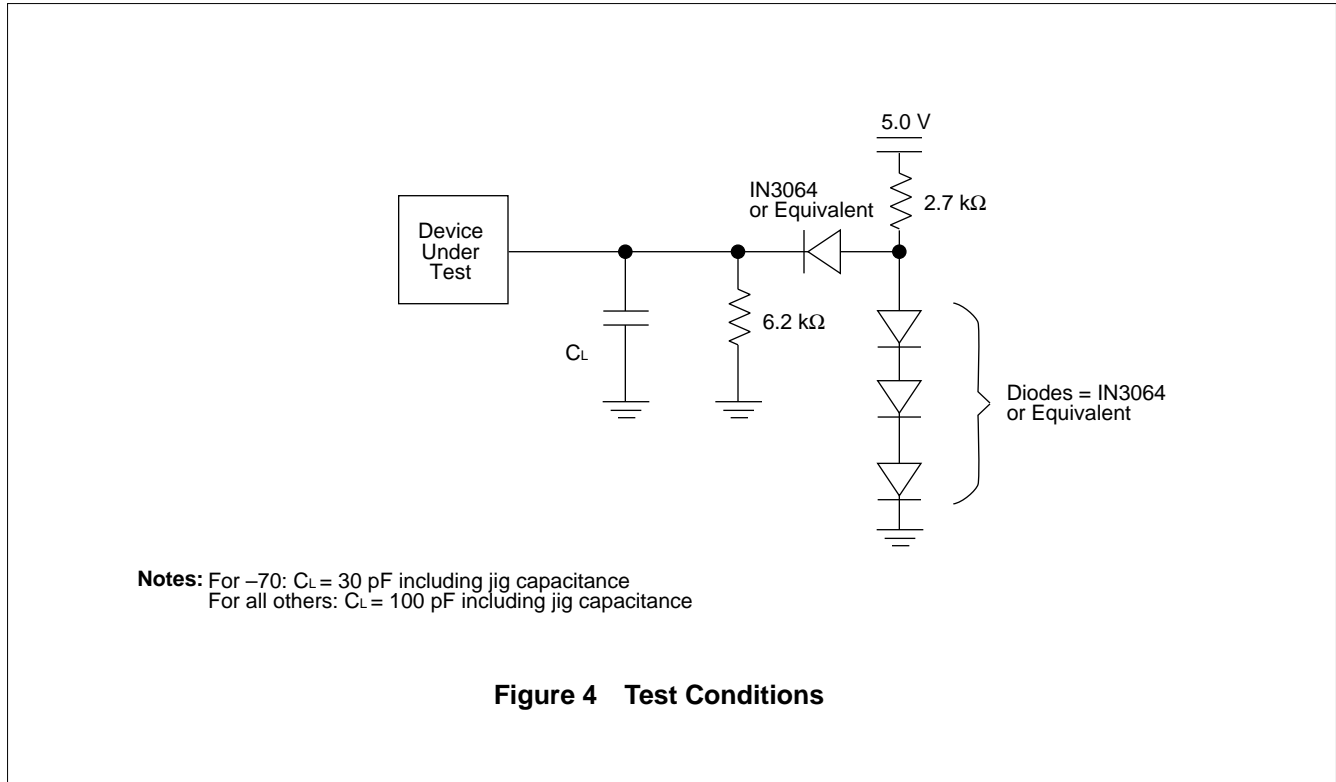 5.0 V
IN3064
or Equivalent
2.7 kΩ
Device
Under
Test
6.2 kΩ
CL
Diodes = IN3064
or Equivalent
Notes: For –70: CL = 30 pF including jig capacitance
For all others: CL = 100 pF including jig capacitance
Figure 4 Test Conditions